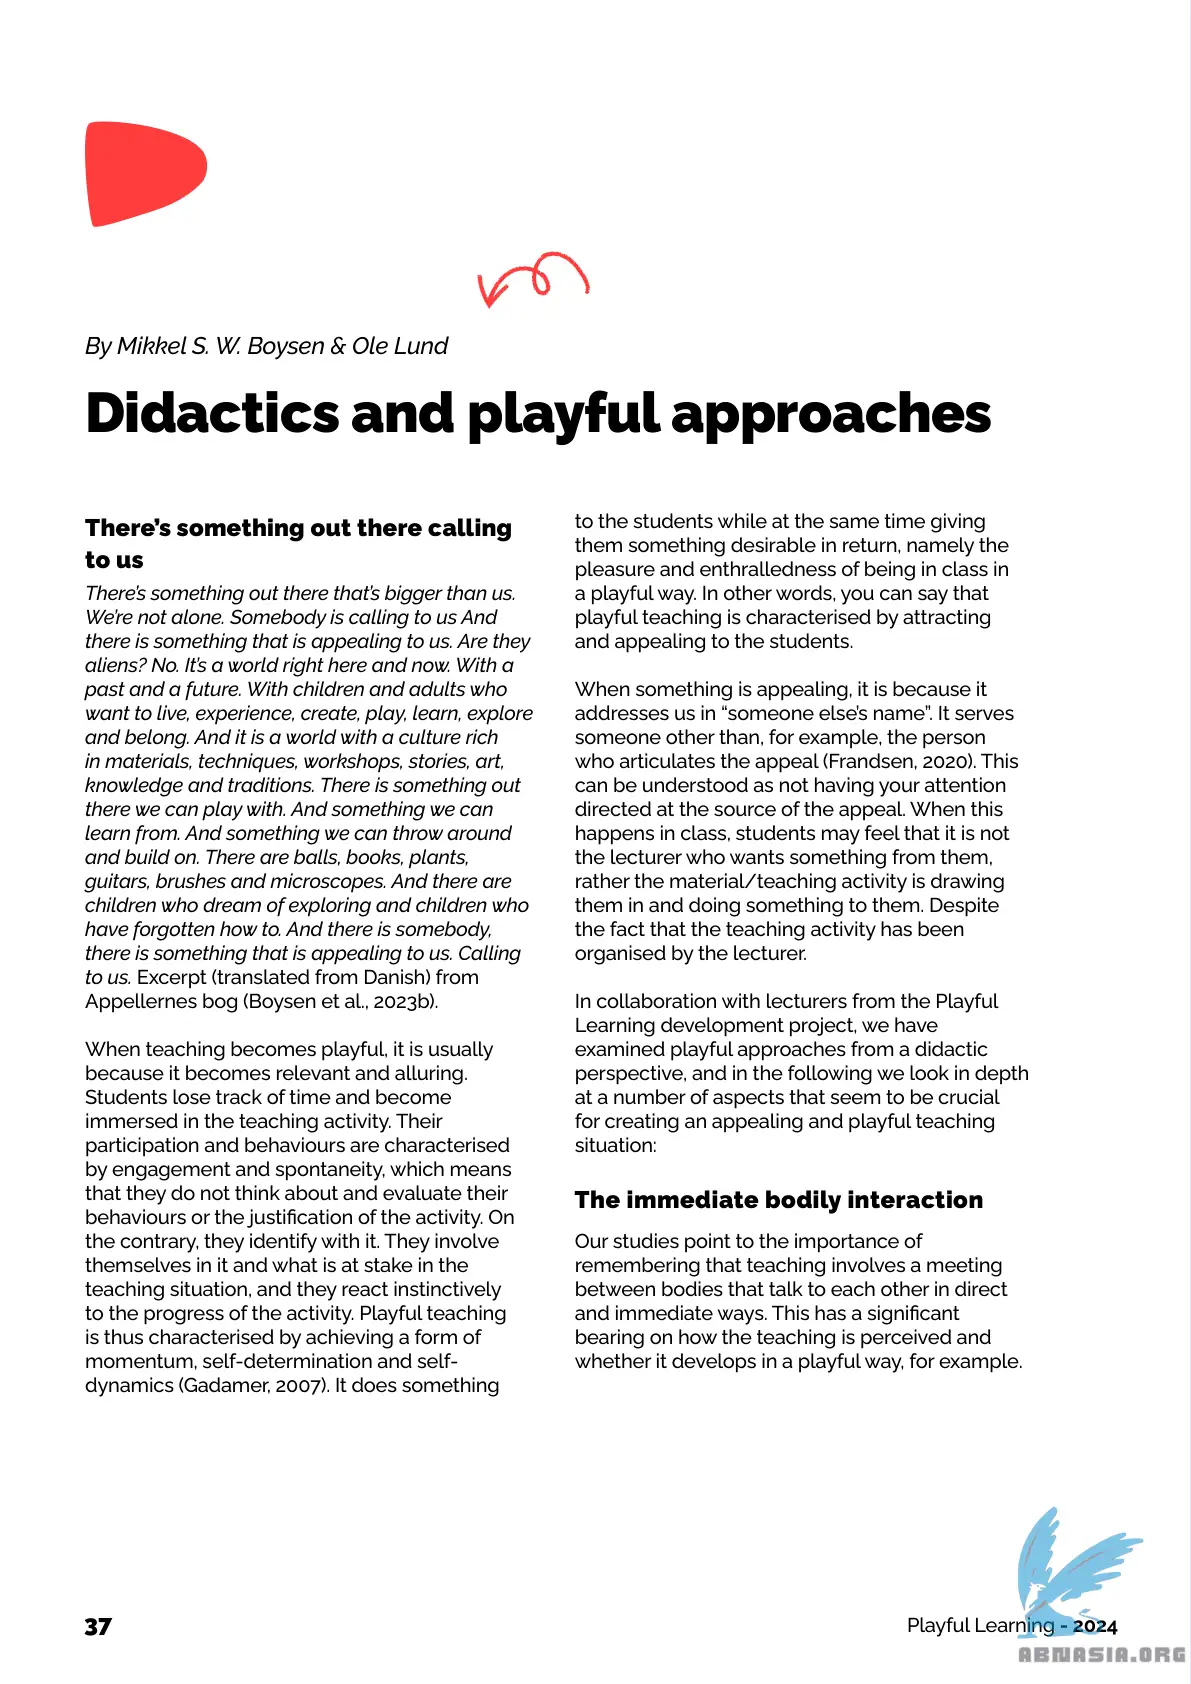 By Mikkel S. W. Boysen & Ole Lund
Didactics and playful approaches
There's something out there calling
to us
There's something out there that's bigger than us.
We're not alone. Somebody is calling to us And
there is something that is appealing to us. Are they
aliens? No. It's a world right here and now. With a
past and a future. With children and adults who
want to live, experience, create, play, learn, explore
and belong. And it is a world with a culture rich
in materials, techniques, workshops, stories, art,
knowledge and traditions. There is something out
there we can play with. And something we can
learn from. And something we can throw around
and build on. There are balls, books, plants,
guitars, brushes and microscopes. And there are
children who dream of exploring and children who
have forgotten how to. And there is somebody,
there is something that is appealing to us. Calling
to us. Excerpt (translated from Danish) from
Appellernes bog (Boysen et al., 2023b).
When teaching becomes playful, it is usually
because it becomes relevant and alluring.
Students lose track of time and become
immersed in the teaching activity. Their
participation and behaviours are characterised
by engagement and spontaneity, which means
that they do not think about and evaluate their
behaviours or the justification of the activity. On
the contrary, they identify with it. They involve
themselves in it and what is at stake in the
teaching situation, and they react instinctively
to the progress of the activity. Playful teaching
is thus characterised by achieving a form of
momentum, self-determination and self-
dynamics (Gadamer, 2007). It does something
to the students while at the same time giving
them something desirable in return, namely the
pleasure and enthralledness of being in class in
a playful way. In other words, you can say that
playful teaching is characterised by attracting
and appealing to the students.
When something is appealing, it is because it
addresses us in “someone else's name”. It serves
someone other than, for example, the person
who articulates the appeal (Frandsen, 2020). This
can be understood as not having your attention
directed at the source of the appeal. When this
happens in class, students may feel that it is not
the lecturer who wants something from them,
rather the material/teaching activity is drawing
them in and doing something to them. Despite
the fact that the teaching activity has been
organised by the lecturer.
In collaboration with lecturers from the Playful
Learning development project, we have
examined playful approaches from a didactic
perspective, and in the following we look in depth
at a number of aspects that seem to be crucial
for creating an appealing and playful teaching
situation:
The immediate bodily interaction
Our studies point to the importance of
remembering that teaching involves a meeting
between bodies that talk to each other in direct
and immediate ways. This has a significant
bearing on how the teaching is perceived and
whether it develops in a playful way, for example.
37
Playful Learning - 2024
ABNASIA.ORG